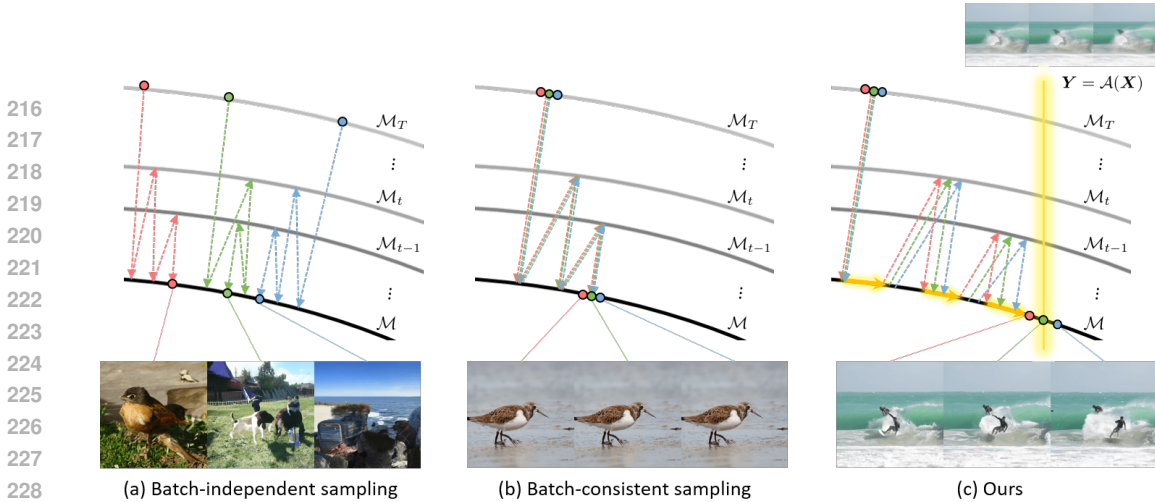 Y = A(X)
216
217
218
219
220
221
222
223
224
225
226
227
228
M_T
⋮
M_t
M_{t−1}
⋮
M
M_T
⋮
M_t
M_{t−1}
⋮
M
M_T
⋮
M_t
M_{t−1}
⋮
M
(a) Batch-independent sampling
(b) Batch-consistent sampling
(c) Ours